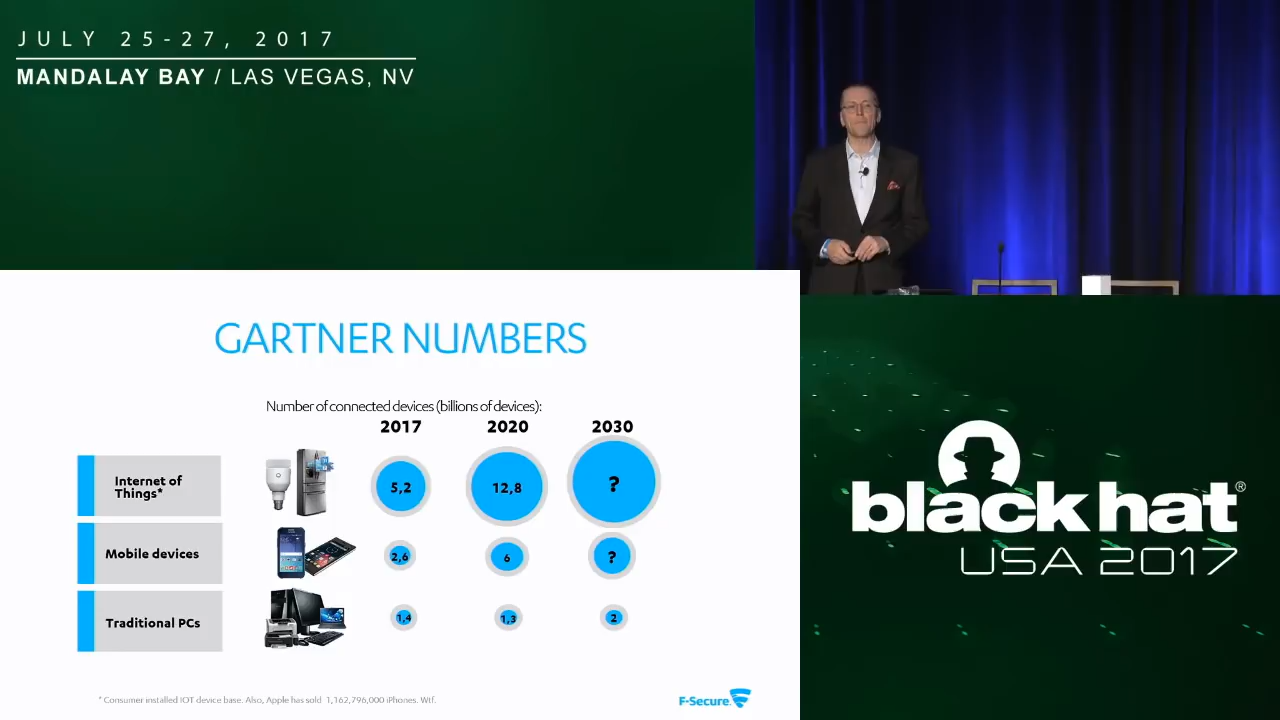 JULY 25-27, 2017
MANDALAY BAY / LAS VEGAS, NV
GARTNER NUMBERS
Number of connected devices (billions of devices):
2017 2020 2030
Internet of
Things*
5,2 12,8 ?
Mobile devices
2,6 6 ?
Traditional PCs
1,4 1,3 2
* Consumer installed IOT device base. Also, Apple has sold 1,162,796,000 iPhones. Wtf.
F-Secure.
black hat®
USA 2017